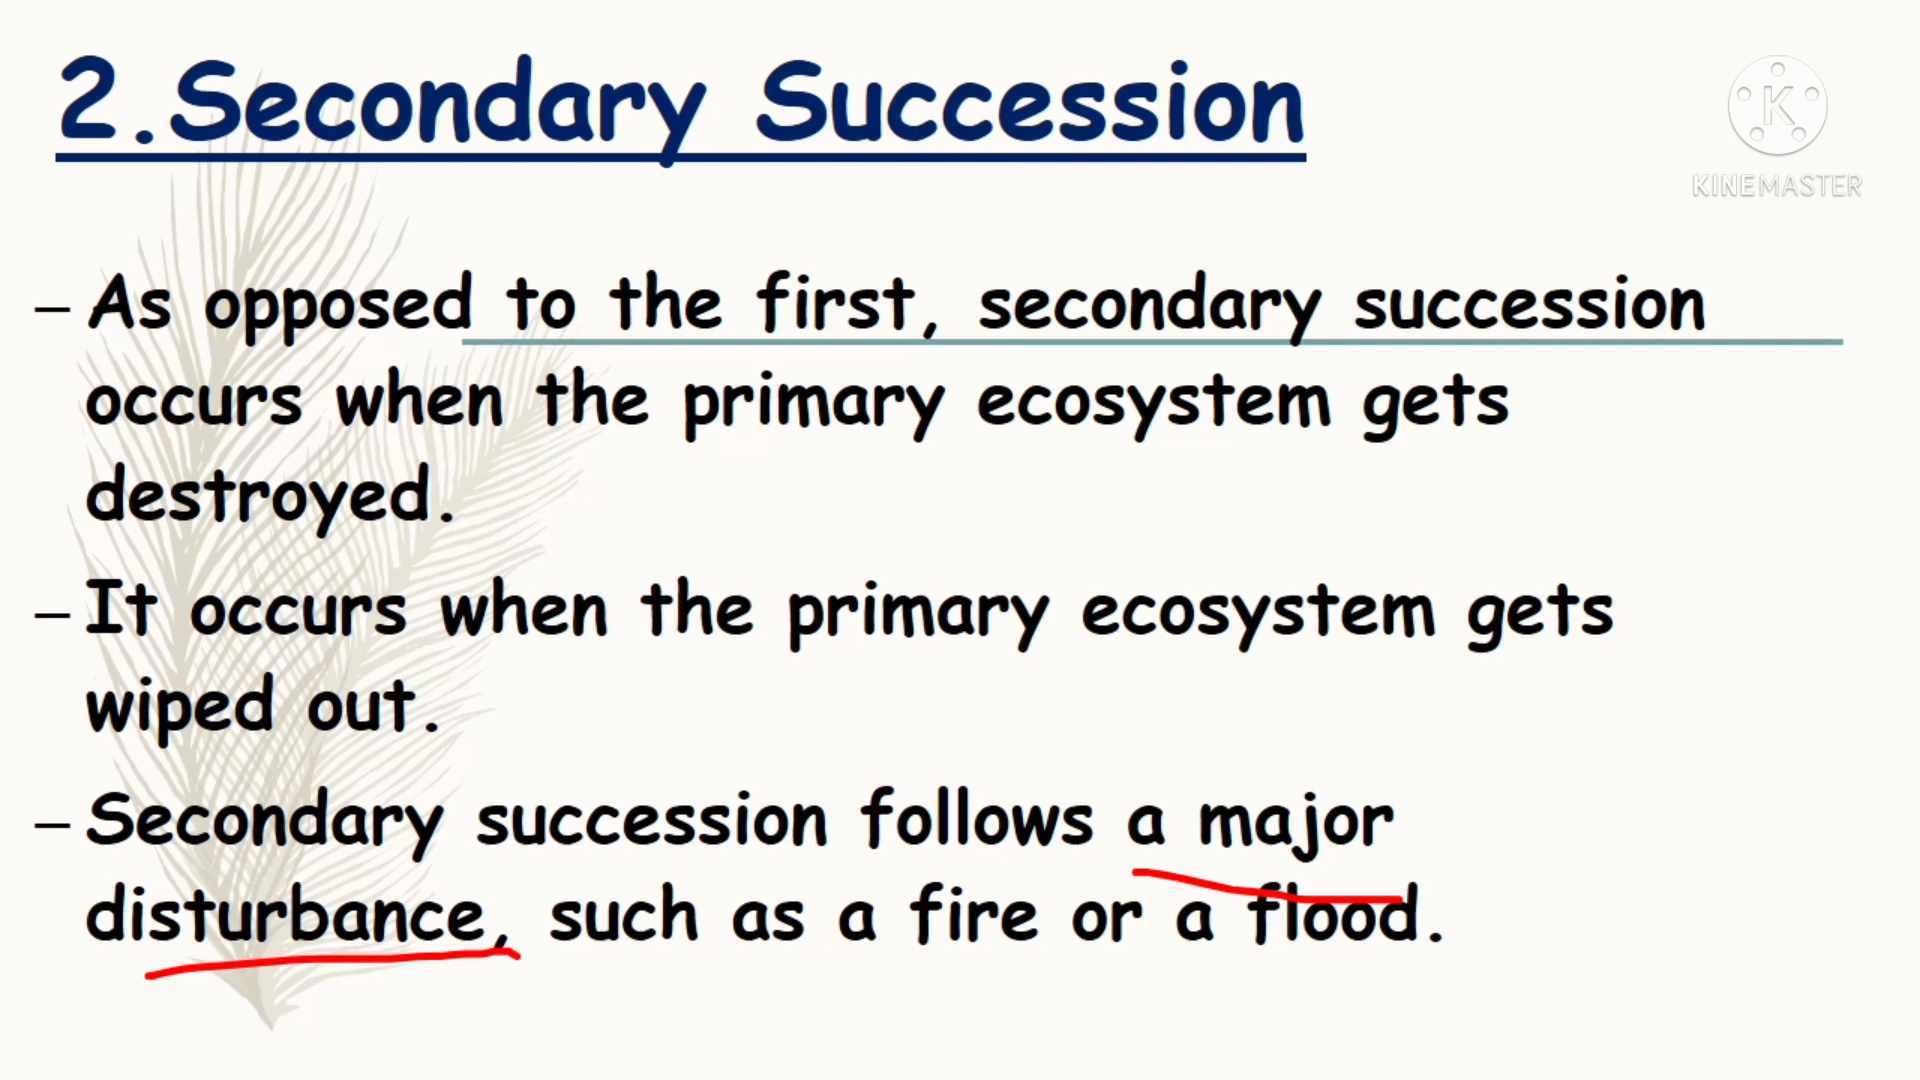 2.Secondary Succession
K
KINEMASTER
– As opposed to the first, secondary succession
occurs when the primary ecosystem gets
destroyed.
– It occurs when the primary ecosystem gets
wiped out.
– Secondary succession follows a major
disturbance, such as a fire or a flood.